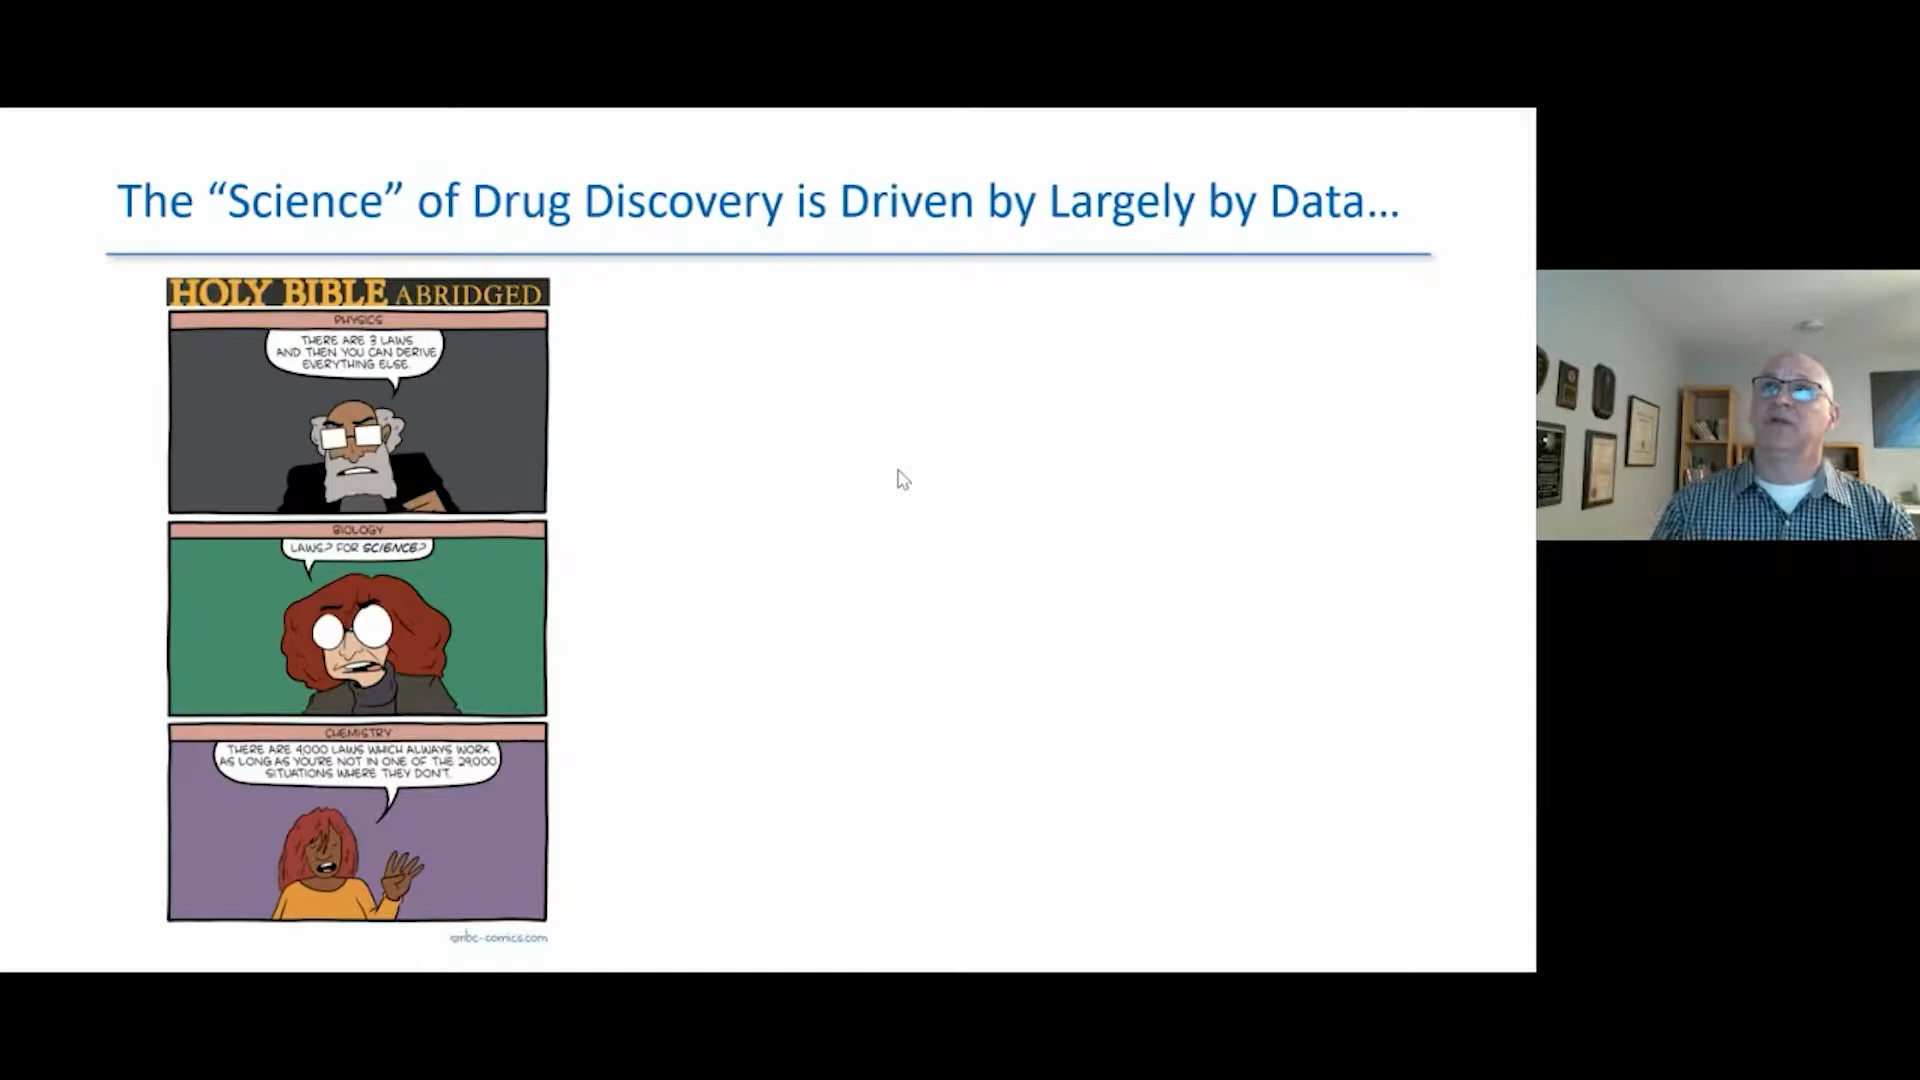 The “Science” of Drug Discovery is Driven by Largely by Data...
HOLY BIBLE ABRIDGED
PHYSICS
THERE ARE 3 LAWS
AND THEN YOU CAN DERIVE
EVERYTHING ELSE.
BIOLOGY
LAWS? FOR SCIENCE?
CHEMISTRY
THERE ARE 4,000 LAWS WHICH ALWAYS WORK
AS LONG AS YOU'RE NOT IN ONE OF THE 29,000
SITUATIONS WHERE THEY DON'T.
smbc-comics.com